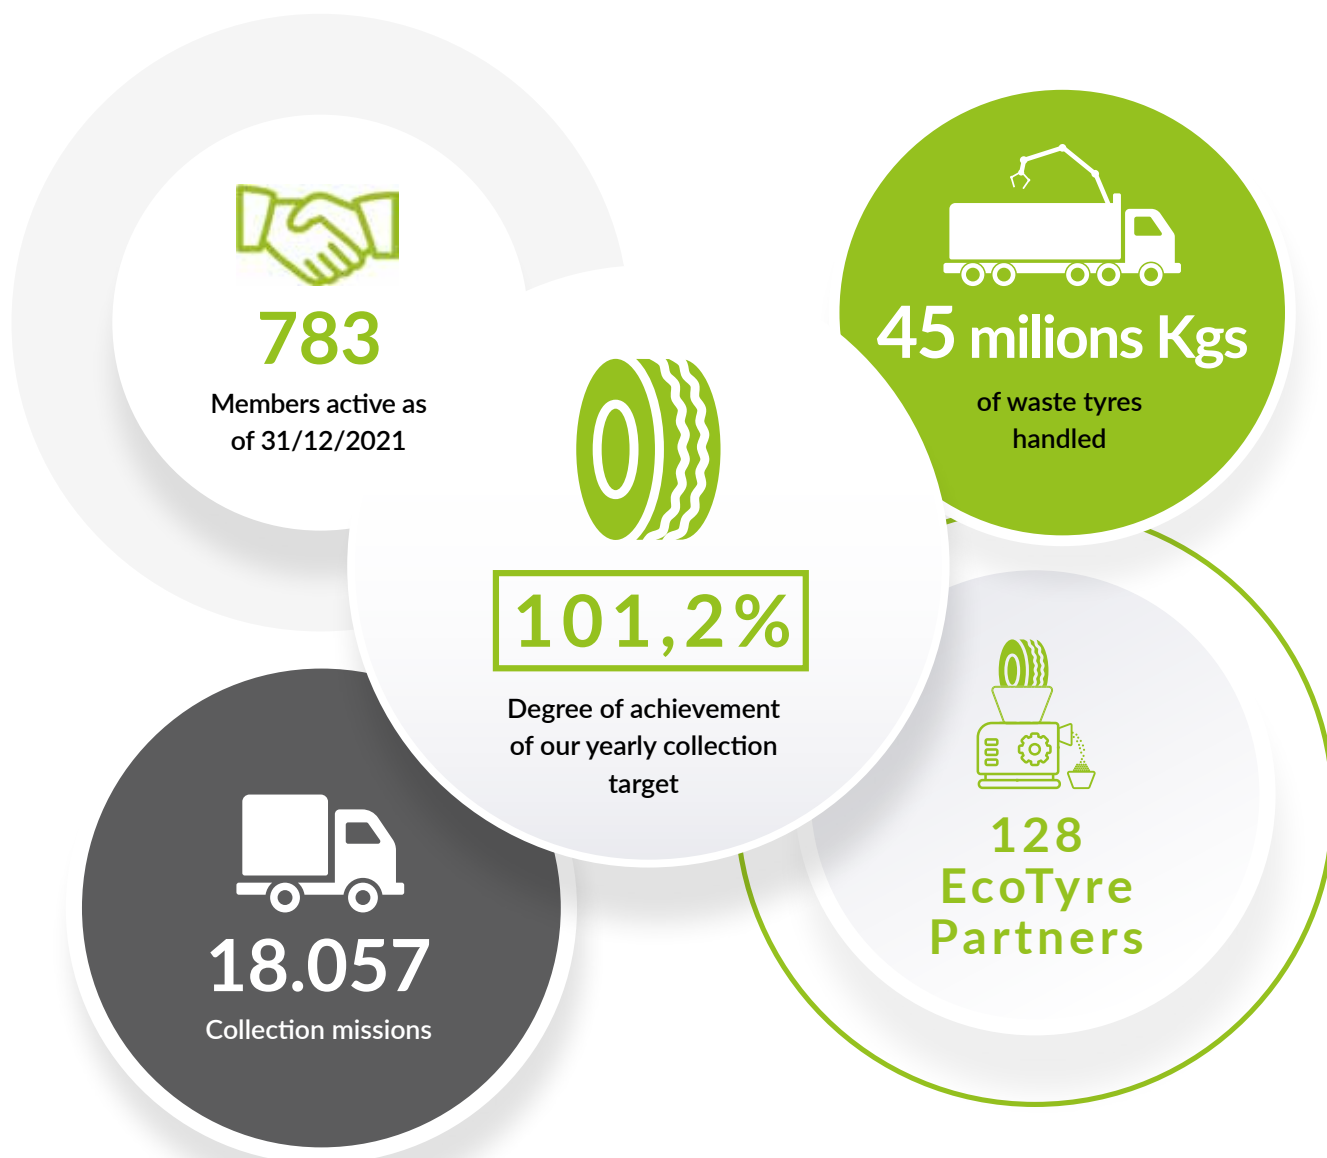 783
Members active as
of 31/12/2021
45 milions Kgs
of waste tyres
handled
101,2%
Degree of achievement
of our yearly collection
target
18.057
Collection missions
128
EcoTyre
Partners